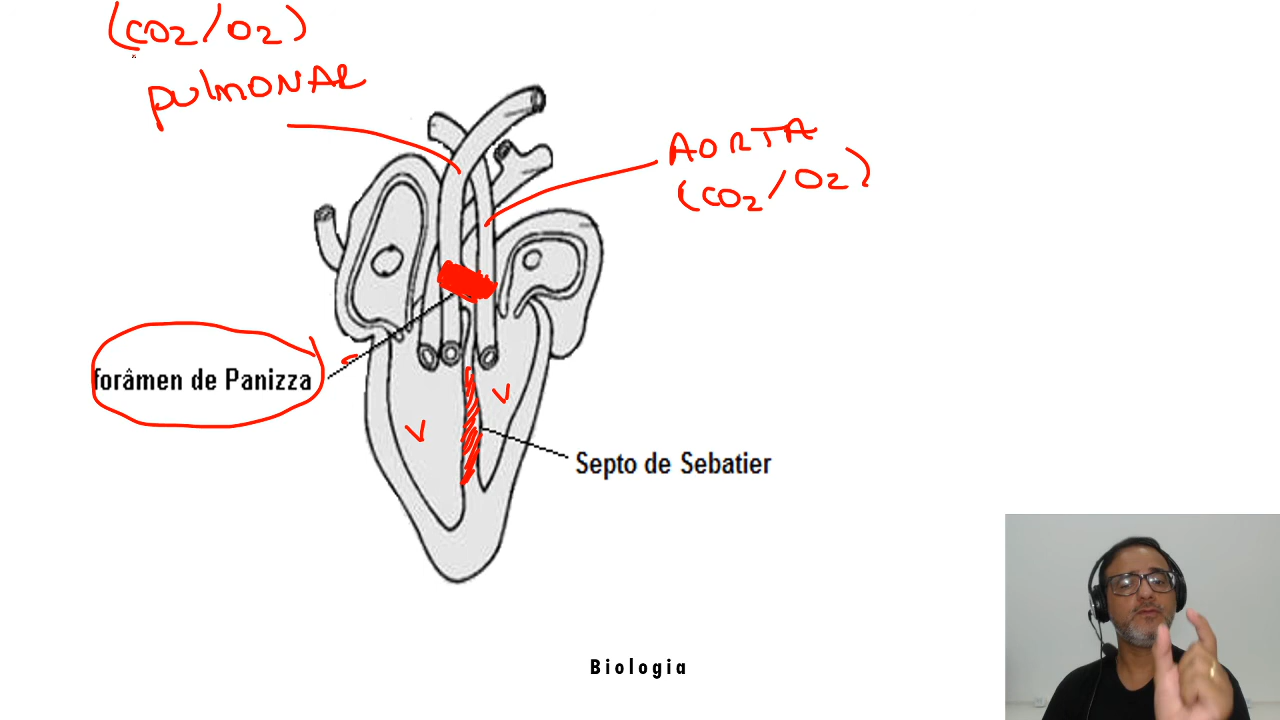 (CO2/O2)
pulmONAR
AORTA
(CO2/O2)
forâmen de Panizza
V
V
Septo de Sebatier
Biologia